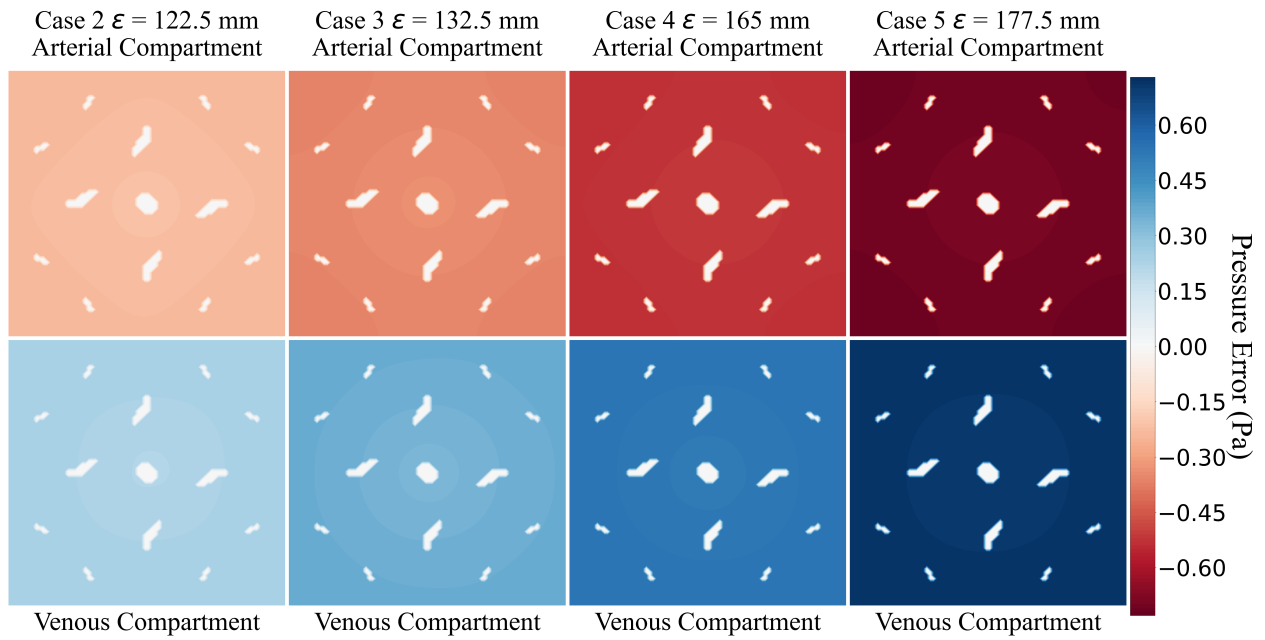 Case 2 ε = 122.5 mm
Arterial Compartment
Case 3 ε = 132.5 mm
Arterial Compartment
Case 4 ε = 165 mm
Arterial Compartment
Case 5 ε = 177.5 mm
Arterial Compartment
0.60
0.45
0.30
0.15
0.00
−0.15
−0.30
−0.45
−0.60
Pressure Error (Pa)
Venous Compartment
Venous Compartment
Venous Compartment
Venous Compartment